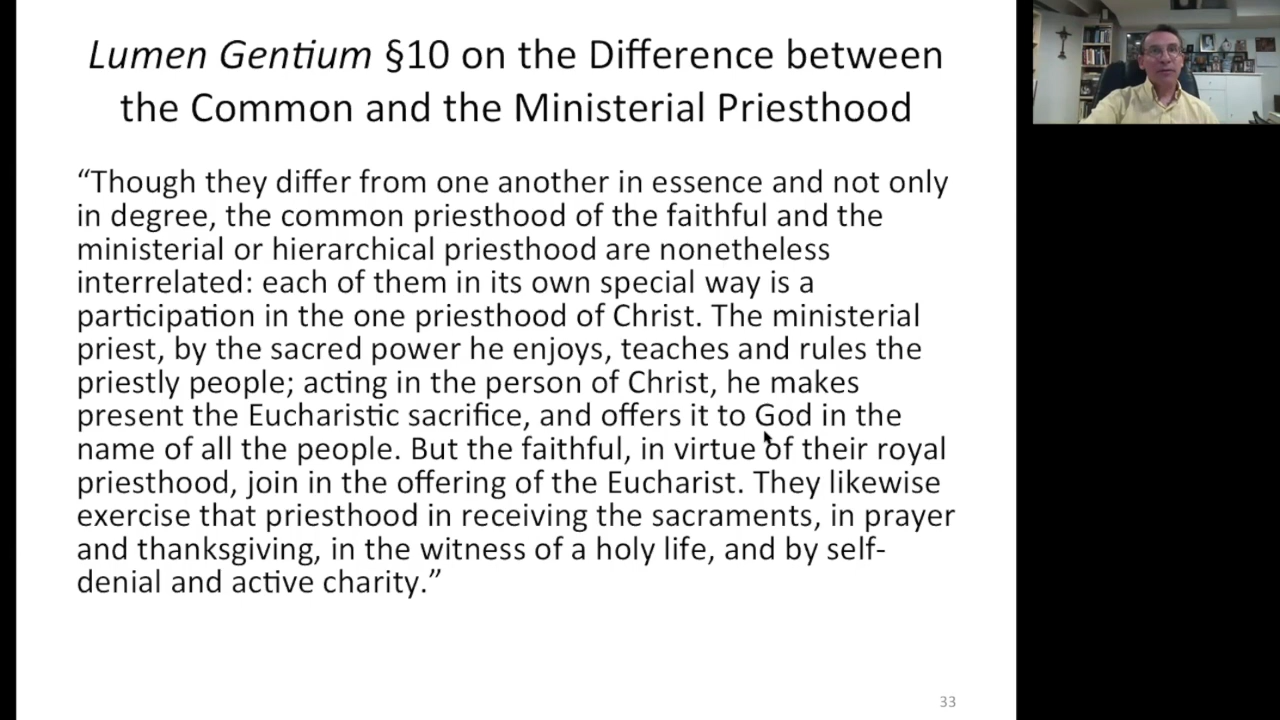 Lumen Gentium §10 on the Difference between
the Common and the Ministerial Priesthood
“Though they differ from one another in essence and not only
in degree, the common priesthood of the faithful and the
ministerial or hierarchical priesthood are nonetheless
interrelated: each of them in its own special way is a
participation in the one priesthood of Christ. The ministerial
priest, by the sacred power he enjoys, teaches and rules the
priestly people; acting in the person of Christ, he makes
present the Eucharistic sacrifice, and offers it to God in the
name of all the people. But the faithful, in virtue of their royal
priesthood, join in the offering of the Eucharist. They likewise
exercise that priesthood in receiving the sacraments, in prayer
and thanksgiving, in the witness of a holy life, and by self-
denial and active charity.”
33